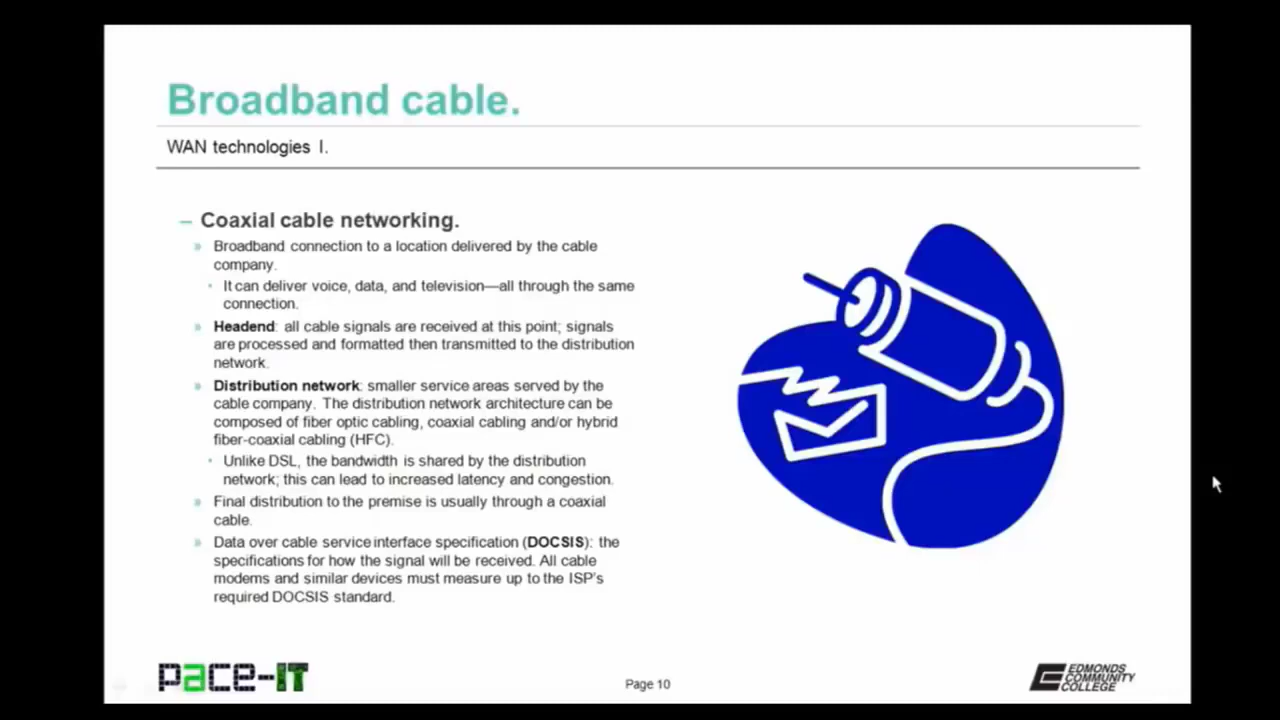 Broadband cable.
WAN technologies I.
– Coaxial cable networking.
» Broadband connection to a location delivered by the cable
company.
• It can deliver voice, data, and television—all through the same
connection.
» Headend: all cable signals are received at this point; signals
are processed and formatted then transmitted to the distribution
network.
» Distribution network: smaller service areas served by the
cable company. The distribution network architecture can be
composed of fiber optic cabling, coaxial cabling and/or hybrid
fiber-coaxial cabling (HFC).
• Unlike DSL, the bandwidth is shared by the distribution
network; this can lead to increased latency and congestion.
» Final distribution to the premise is usually through a coaxial
cable.
» Data over cable service interface specification (DOCSIS): the
specifications for how the signal will be received. All cable
modems and similar devices must measure up to the ISP's
required DOCSIS standard.
pace-IT
Page 10
EDMONDS
COMMUNITY
COLLEGE